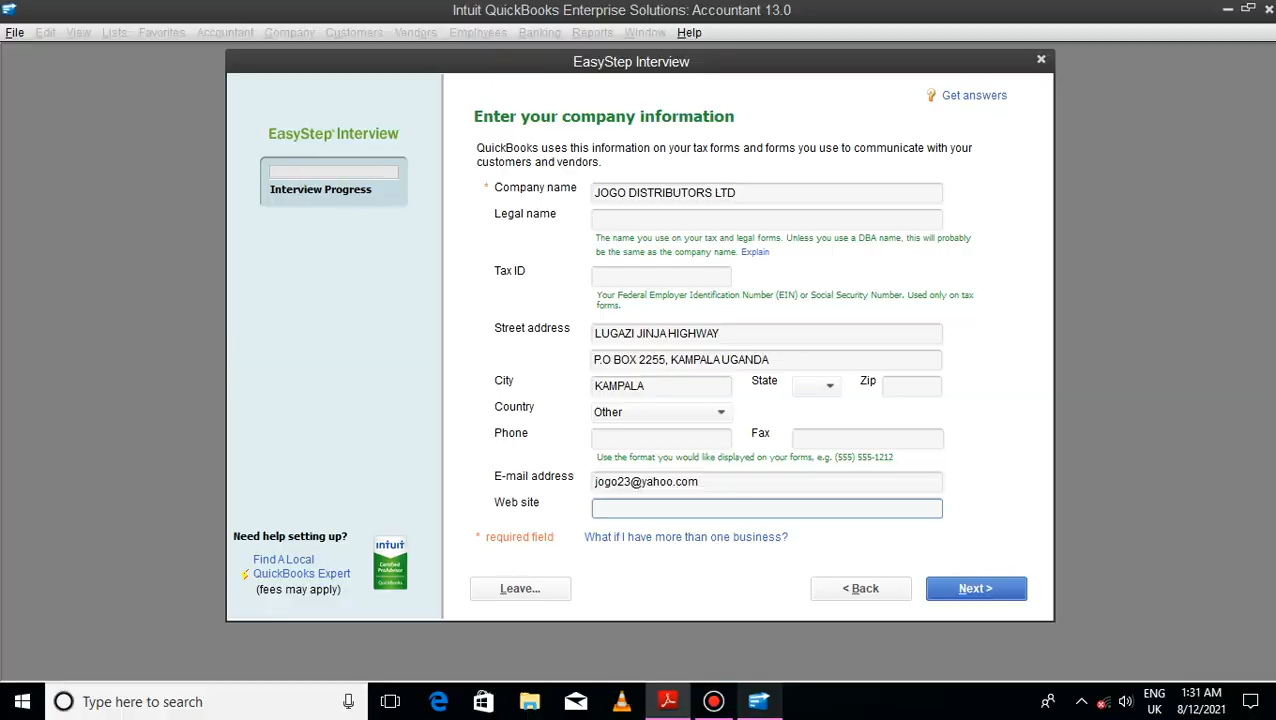 Intuit QuickBooks Enterprise Solutions: Accountant 13.0
File Edit View Lists Favorites Accountant Company Customers Vendors Employees Banking Reports Window Help
EasyStep Interview
Get answers
EasyStep Interview
Interview Progress
Enter your company information
QuickBooks uses this information on your tax forms and forms you use to communicate with your
customers and vendors.
* Company name JOGO DISTRIBUTORS LTD
Legal name
The name you use on your tax and legal forms. Unless you use a DBA name, this will probably
be the same as the company name. Explain
Tax ID
Your Federal Employer Identification Number (EIN) or Social Security Number. Used only on tax
forms.
Street address LUGAZI JINJA HIGHWAY
P.O BOX 2255, KAMPALA UGANDA
City KAMPALA State Zip
Country Other
Phone Fax
Use the format you would like displayed on your forms, e.g. (555) 555-1212
E-mail address jogo23@yahoo.com
Web site
* required field What if I have more than one business?
Need help setting up?
Find A Local
QuickBooks Expert
(fees may apply)
intuit
Certified
ProAdvisor
QuickBooks
Leave... < Back Next >
Type here to search
ENG
UK
1:31 AM
8/12/2021